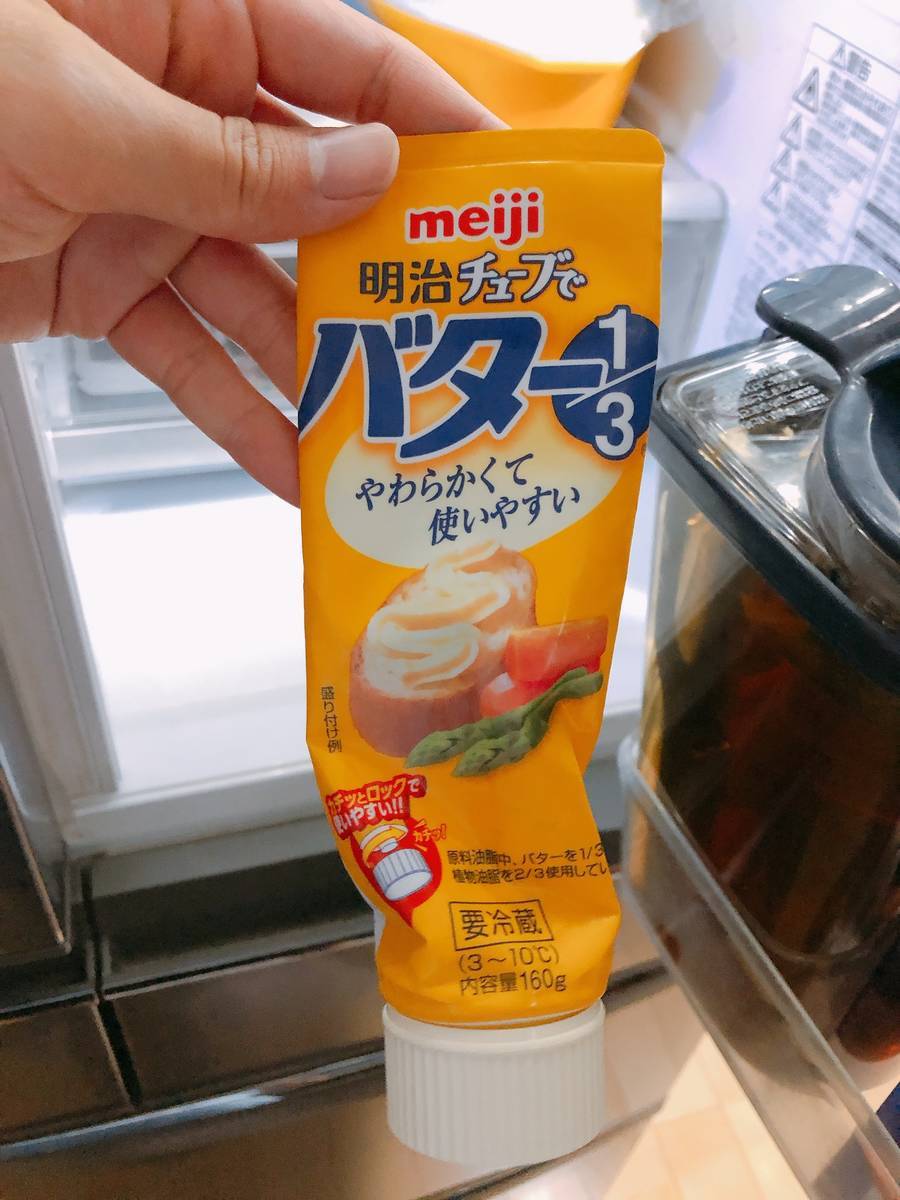 meiji
明治チューブで
バター1/3
やわらかくて
使いやすい
盛り付け例
カチッとロックで
使いやすい!!
カチッ!
原料油脂中、バターを1/3
植物油脂を2/3使用してい
要冷蔵
(3〜10℃)
内容量160g
警告